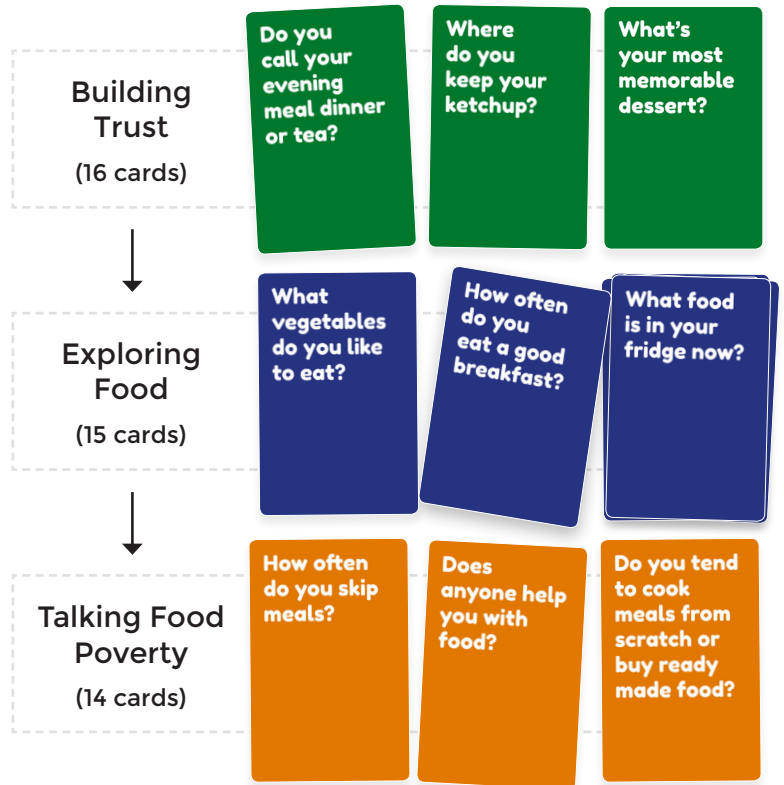 Building
Trust
(16 cards)
Do you
call your
evening
meal dinner
or tea?
Where
do you
keep your
ketchup?
What's
your most
memorable
dessert?
Exploring
Food
(15 cards)
What
vegetables
do you like
to eat?
How often
do you
eat a good
breakfast?
What food
is in your
fridge now?
Talking Food
Poverty
(14 cards)
How often
do you skip
meals?
Does
anyone help
you with
food?
Do you tend
to cook
meals from
scratch or
buy ready
made food?